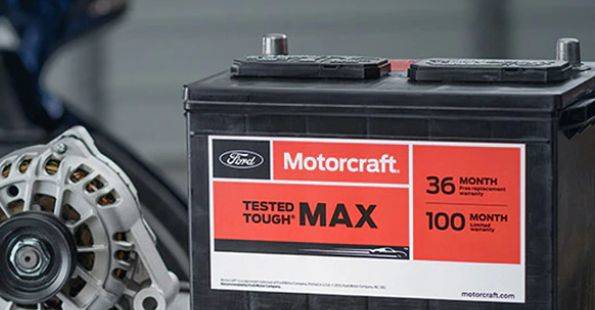 Ford
Motorcraft®
TESTED
TOUGH® MAX
36 MONTH
Free replacement
warranty
100 MONTH
Limited
warranty
motorcraft.com